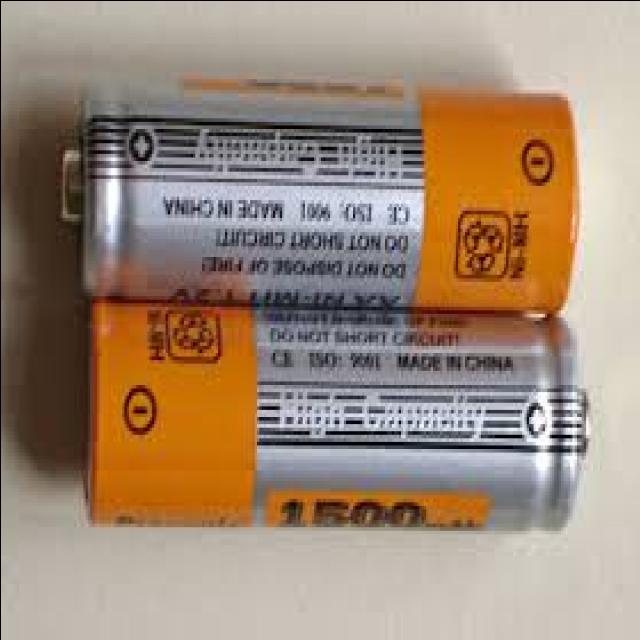 High Capacity
CE ISO: 9001 MADE IN CHINA
DO NOT SHORT CIRCUIT!
DO NOT DISPOSE OF FIRE!
Ni-MH
DO NOT SHORT CIRCUIT!
CE ISO: 9001 MADE IN CHINA
High Capacity
1500mAh